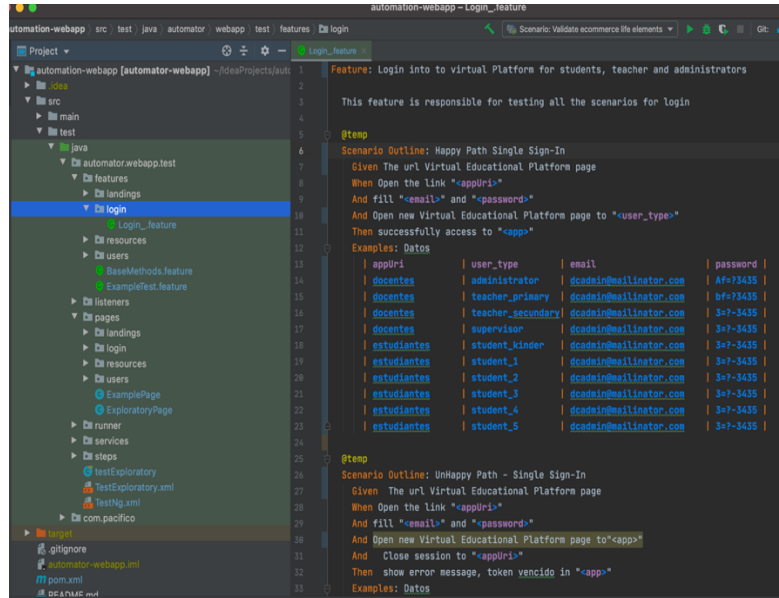 automation-webapp – Login_.feature
automation-webapp › src › test › java › automator › webapp › test › features › login
Scenario: Validate ecommerce life elements
Git:
Project
Login_.feature
automation-webapp [automator-webapp] ~/IdeaProjects/auto
.idea
src
main
test
java
automator.webapp.test
features
landings
login
Login_.feature
resources
users
BaseMethods.feature
ExampleTest.feature
listeners
pages
landings
login
resources
users
ExamplePage
ExploratoryPage
runner
services
steps
testExploratory
TestExploratory.xml
TestNg.xml
com.pacifico
target
.gitignore
automator-webapp.iml
pom.xml
README.md
1 Feature: Login into to virtual Platform for students, teacher and administrators
2
3 This feature is responsible for testing all the scenarios for login
4
5 @temp
6 Scenario Outline: Happy Path Single Sign-In
7 Given The url Virtual Educational Platform page
8 When Open the link "<appUri>"
9 And fill "<email>" and "<password>"
10 And Open new Virtual Educational Platform page to "<user_type>"
11 Then successfully access to "<app>"
12 Examples: Datos
13 | appUri | user_type | email | password |
14 | docentes | administrator | dcadmin@mailinator.com | Af=?3435 |
15 | docentes | teacher_primary | dcadmin@mailinator.com | bf=?3435 |
16 | docentes | teacher_secundary| dcadmin@mailinator.com | 3=?-3435 |
17 | docentes | supervisor | dcadmin@mailinator.com | 3=?-3435 |
18 | estudiantes | student_kinder | dcadmin@mailinator.com | 3=?-3435 |
19 | estudiantes | student_1 | dcadmin@mailinator.com | 3=?-3435 |
20 | estudiantes | student_2 | dcadmin@mailinator.com | 3=?-3435 |
21 | estudiantes | student_3 | dcadmin@mailinator.com | 3=?-3435 |
22 | estudiantes | student_4 | dcadmin@mailinator.com | 3=?-3435 |
23 | estudiantes | student_5 | dcadmin@mailinator.com | 3=?-3435 |
24
25 @temp
26 Scenario Outline: UnHappy Path - Single Sign-In
27 Given The url Virtual Educational Platform page
28 When Open the link "<appUri>"
29 And fill "<email>" and "<password>"
30 And Open new Virtual Educational Platform page to"<app>"
31 And Close session to "<appUri>"
32 Then show error message, token vencido in "<app>"
33 Examples: Datos